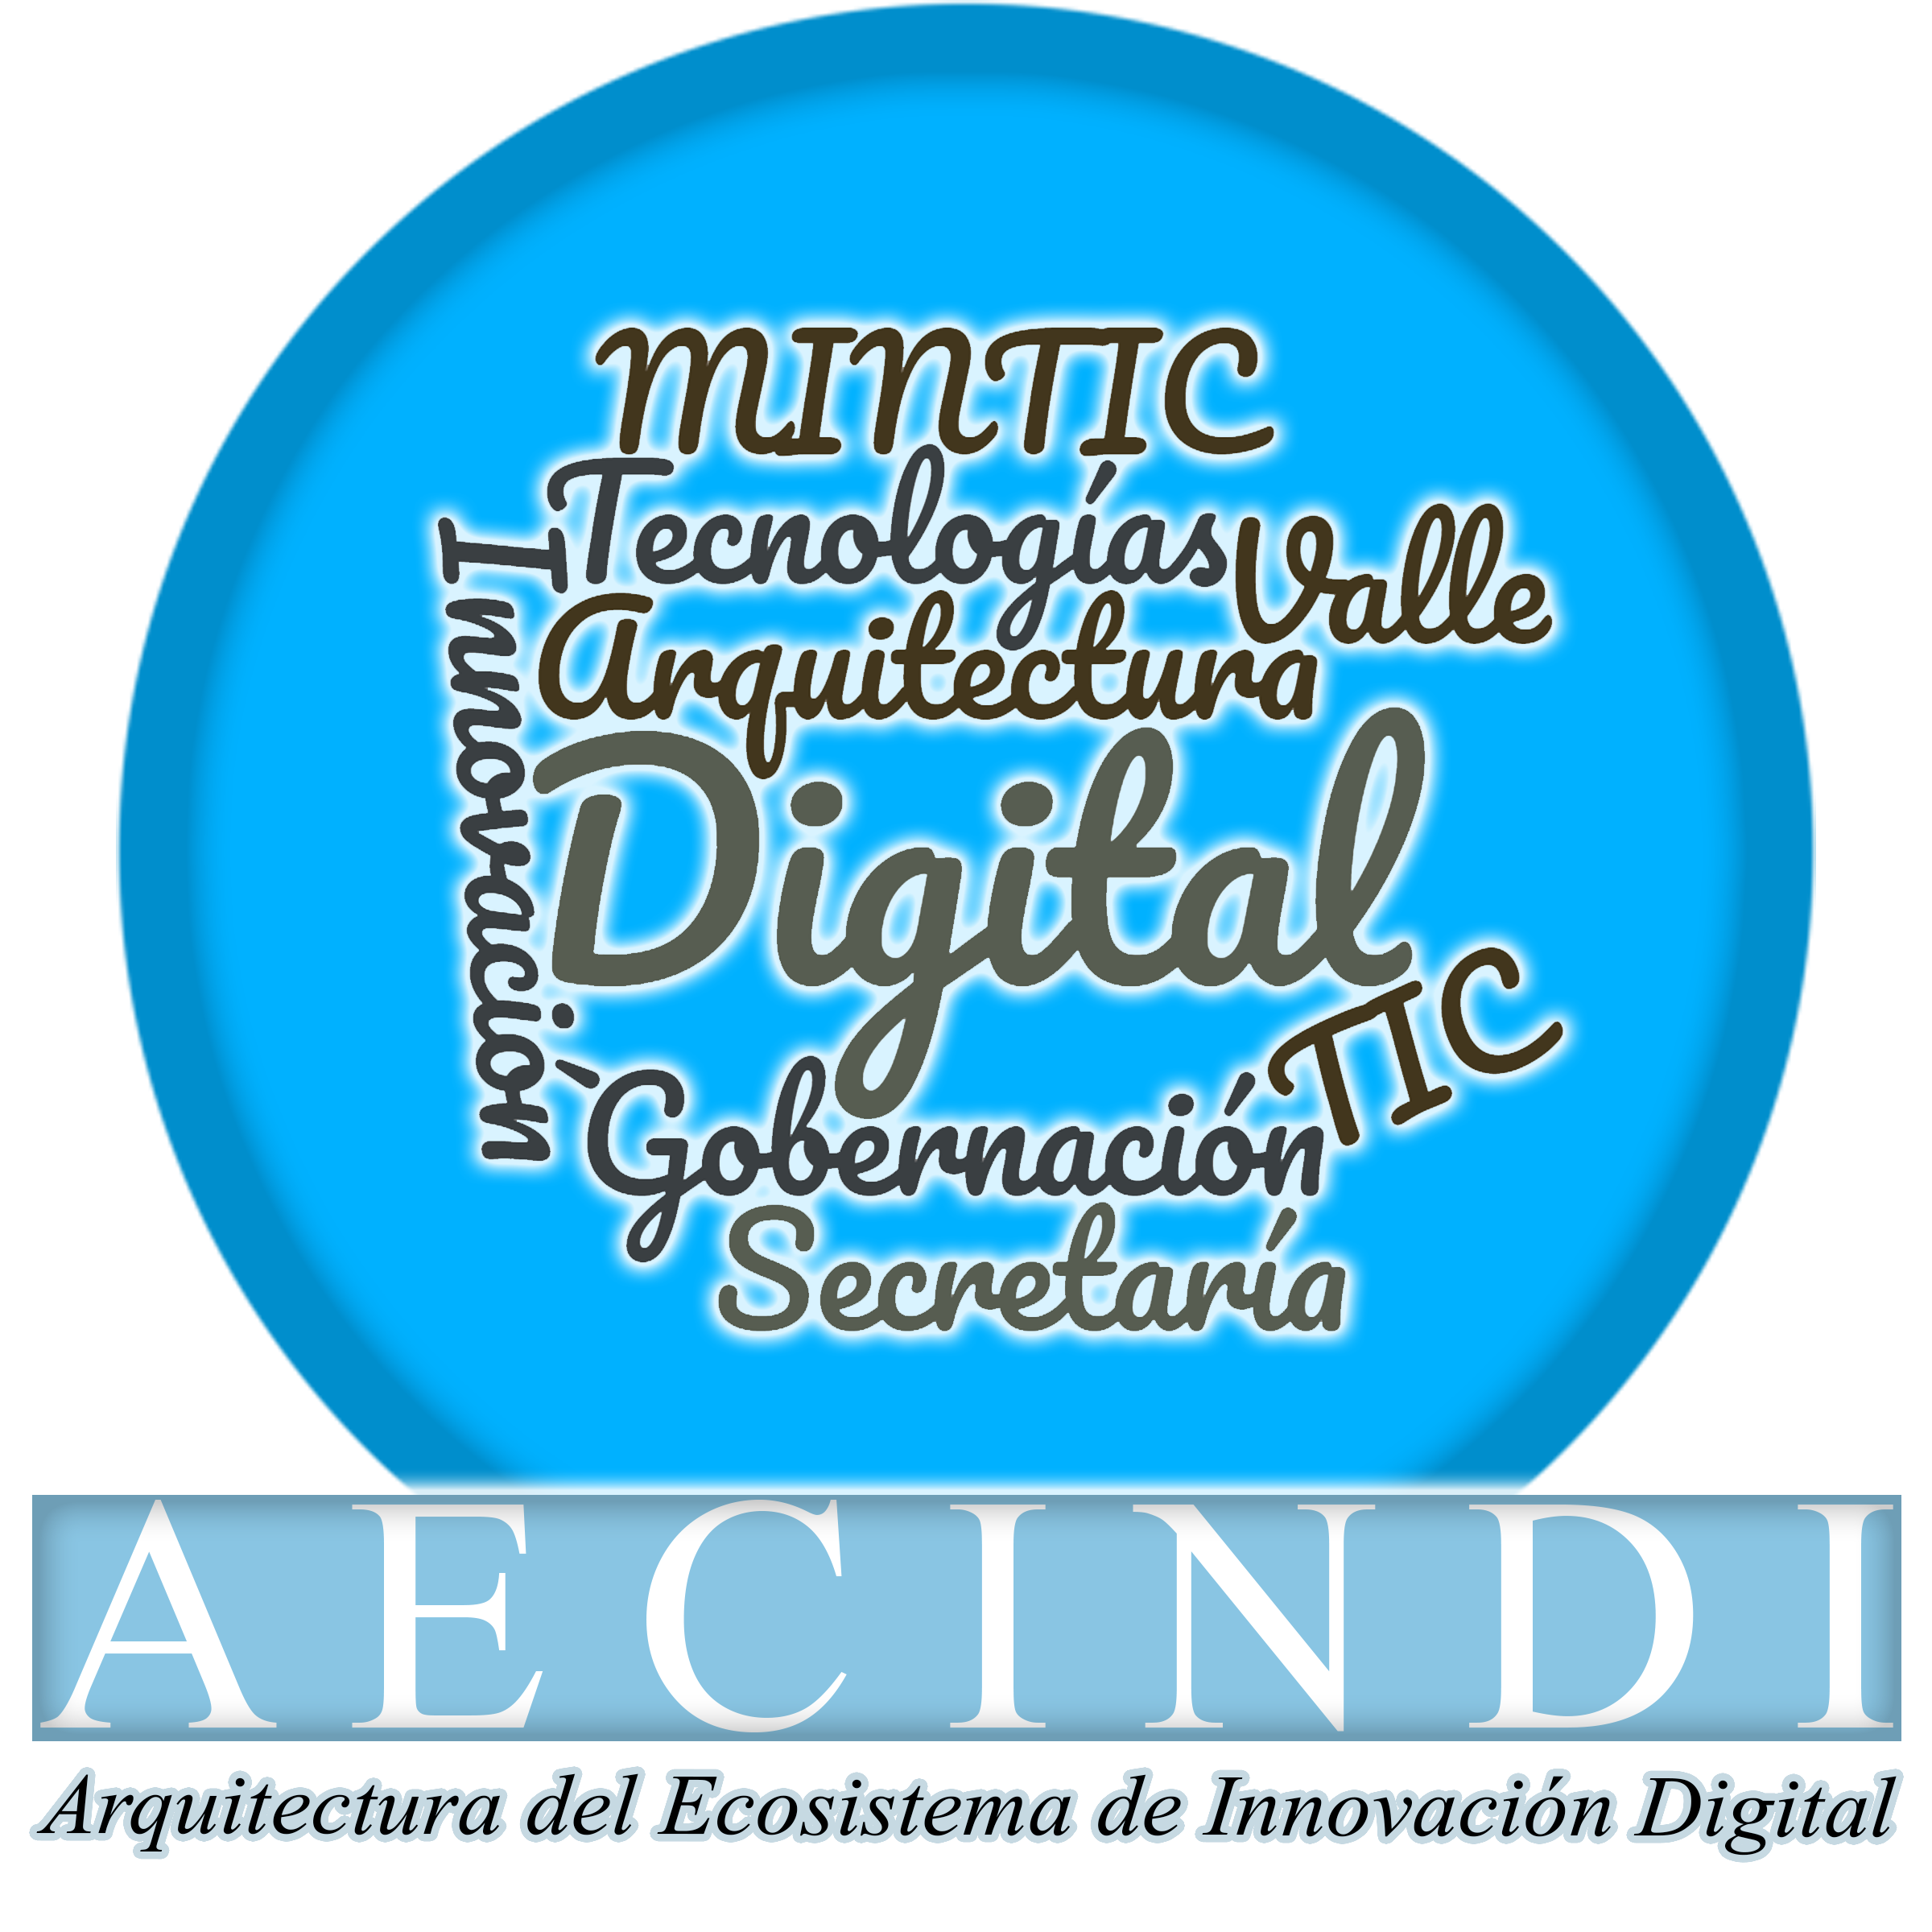 MINTIC
Tecnologías
Valle
Innovación
Arquitectura
Digital
TIC
Gobernación
Secretaría
AECINDI
Arquitectura del Ecosistema de Innovación Digital